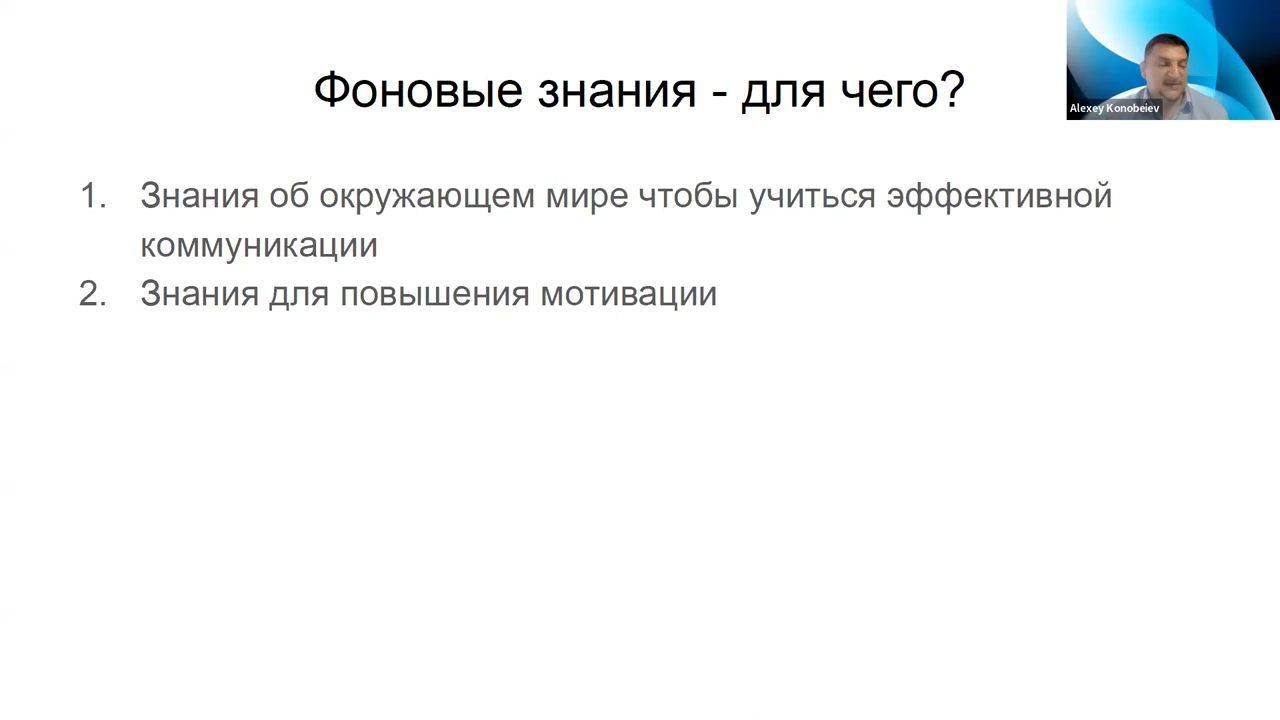 Фоновые знания - для чего?
Alexey Konobeiev
1. Знания об окружающем мире чтобы учиться эффективной
коммуникации
2. Знания для повышения мотивации